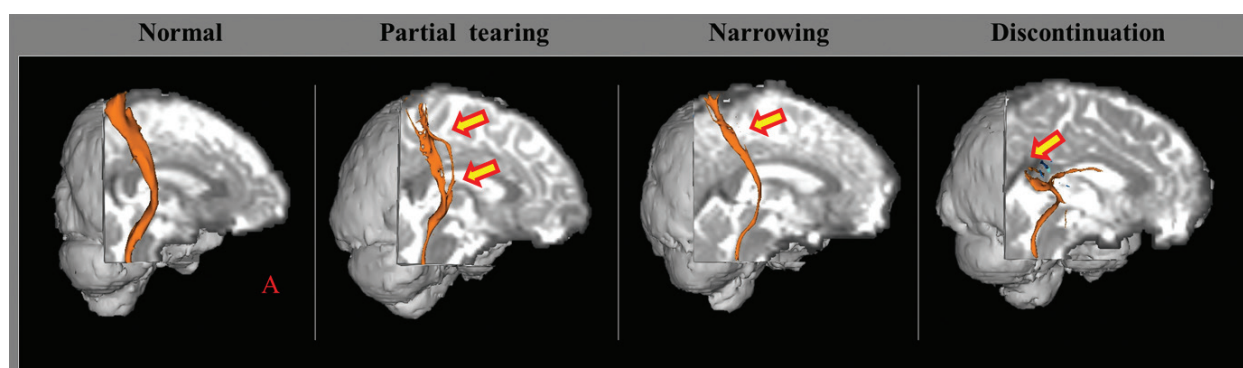 Normal
Partial tearing
Narrowing
Discontinuation
A